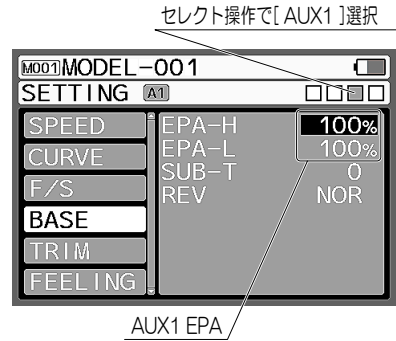 セレクト操作で[ AUX1 ]選択
M001 MODEL-001
SETTING A1
SPEED
CURVE
F/S
BASE
TRIM
FEELING
EPA-H 100%
EPA-L 100%
SUB-T 0
REV NOR
AUX1 EPA